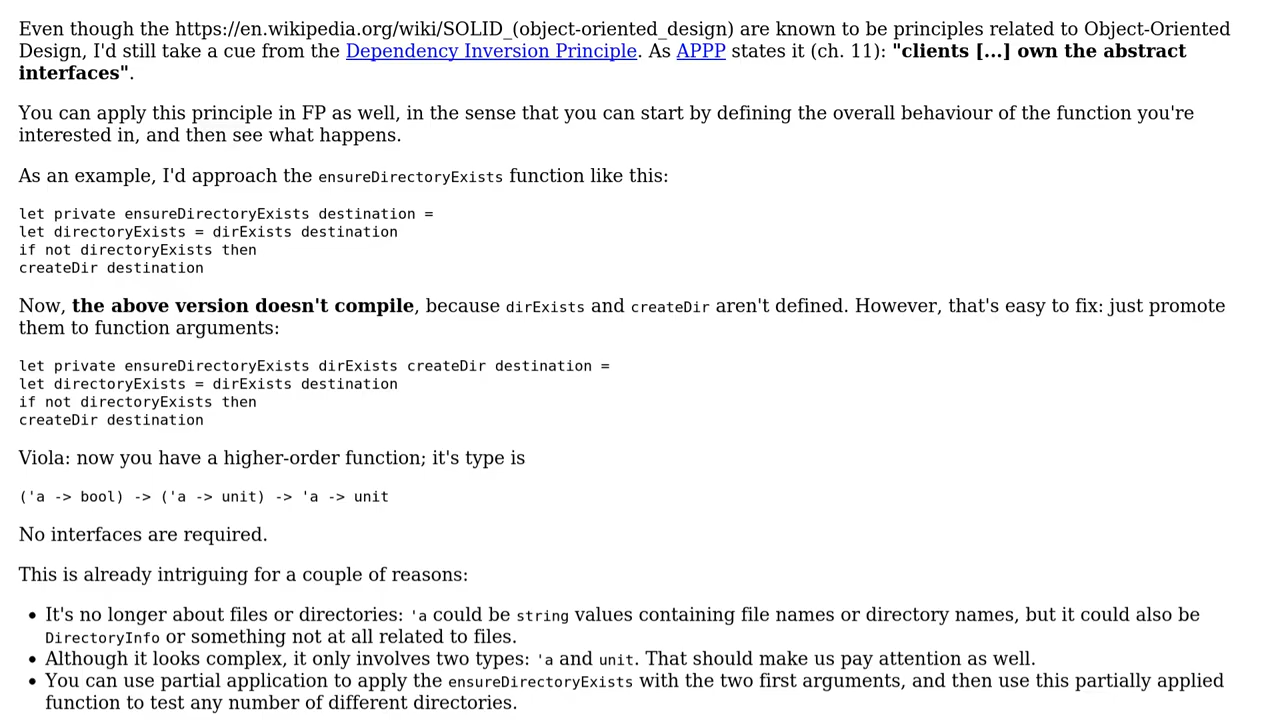 Even though the https://en.wikipedia.org/wiki/SOLID_(object-oriented_design) are known to be principles related to Object-Oriented
Design, I'd still take a cue from the Dependency Inversion Principle. As APPP states it (ch. 11): "clients [...] own the abstract
interfaces".
You can apply this principle in FP as well, in the sense that you can start by defining the overall behaviour of the function you're
interested in, and then see what happens.
As an example, I'd approach the ensureDirectoryExists function like this:
let private ensureDirectoryExists destination =
let directoryExists = dirExists destination
if not directoryExists then
createDir destination
Now, the above version doesn't compile, because dirExists and createDir aren't defined. However, that's easy to fix: just promote
them to function arguments:
let private ensureDirectoryExists dirExists createDir destination =
let directoryExists = dirExists destination
if not directoryExists then
createDir destination
Viola: now you have a higher-order function; it's type is
('a -> bool) -> ('a -> unit) -> 'a -> unit
No interfaces are required.
This is already intriguing for a couple of reasons:
• It's no longer about files or directories: 'a could be string values containing file names or directory names, but it could also be
DirectoryInfo or something not at all related to files.
• Although it looks complex, it only involves two types: 'a and unit. That should make us pay attention as well.
• You can use partial application to apply the ensureDirectoryExists with the two first arguments, and then use this partially applied
function to test any number of different directories.